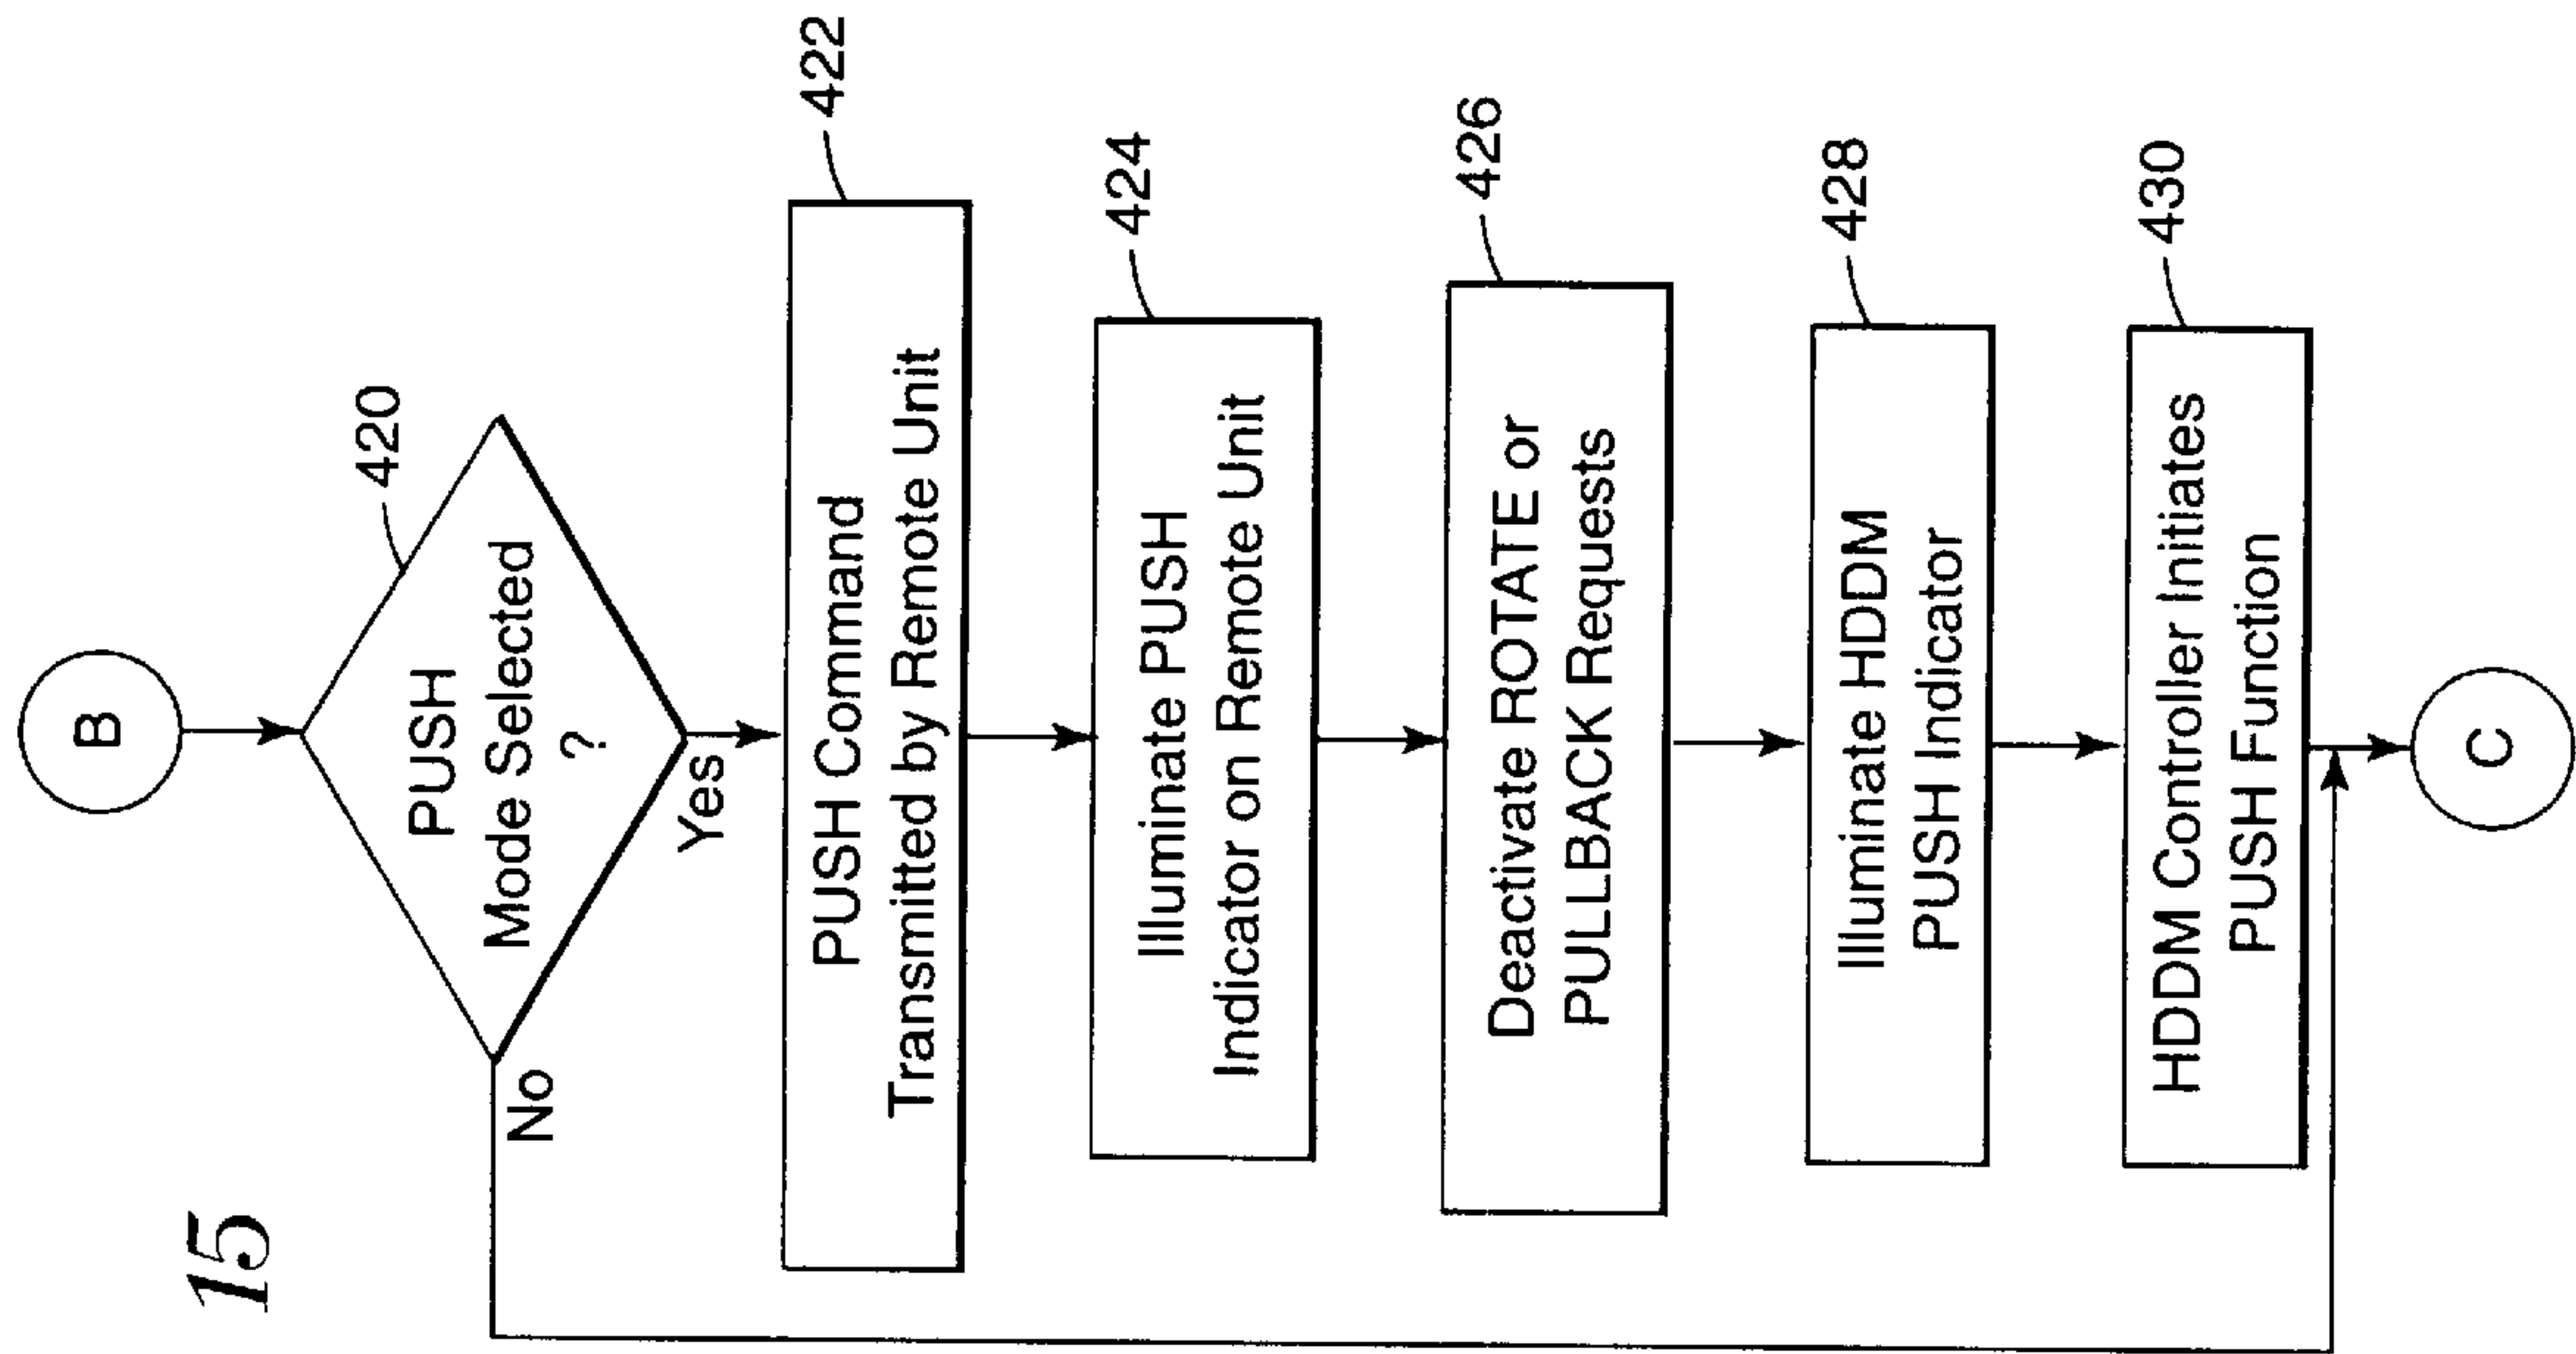 15
B
420
PUSH
Mode Selected
?
No
Yes
422
PUSH Command
Transmitted by Remote Unit
424
Illuminate PUSH
Indicator on Remote Unit
426
Deactivate ROTATE or
PULLBACK Requests
428
Illuminate HDDM
PUSH Indicator
430
HDDM Controller Initiates
PUSH Function
C